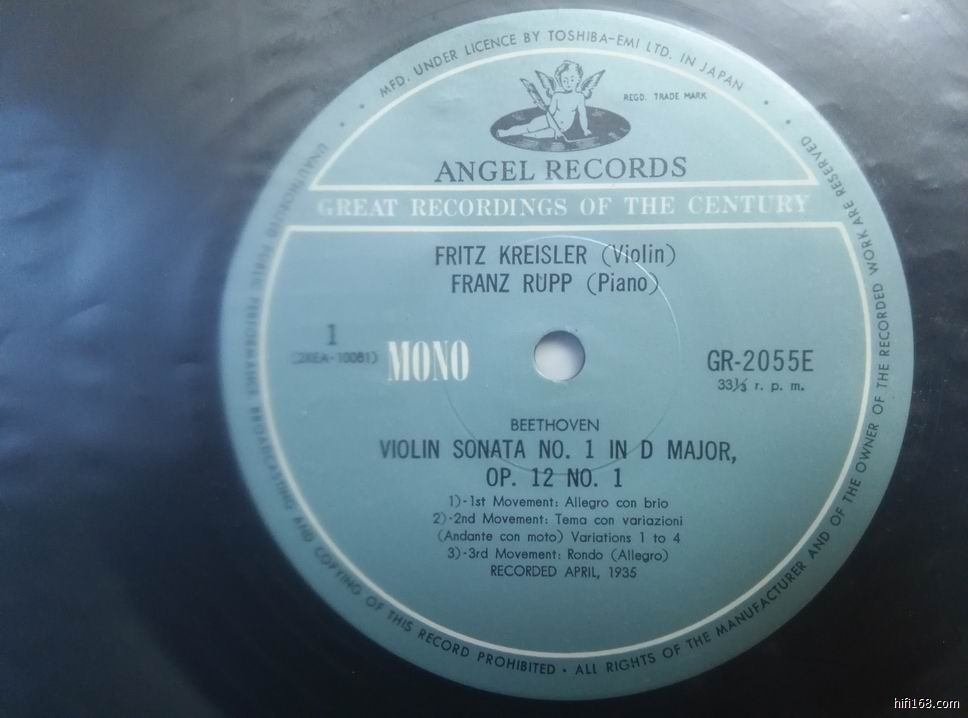 MFD. UNDER LICENCE BY TOSHIBA-EMI LTD. IN JAPAN
REGD. TRADE MARK
ANGEL RECORDS
GREAT RECORDINGS OF THE CENTURY
FRITZ KREISLER (Violin)
FRANZ RUPP (Piano)
1
(2XEA-10081)
MONO
GR-2055E
33⅓ r. p. m.
BEETHOVEN
VIOLIN SONATA NO. 1 IN D MAJOR,
OP. 12 NO. 1
1)-1st Movement: Allegro con brio
2)-2nd Movement: Tema con variazioni
(Andante con moto) Variations 1 to 4
3)-3rd Movement: Rondo (Allegro)
RECORDED APRIL, 1935
UNAUTHORIZED PUBLIC PERFORMANCE BROADCASTING AND COPYING OF THIS RECORD PROHIBITED • ALL RIGHTS OF THE MANUFACTURER AND OF THE OWNER OF THE RECORDED WORK ARE RESERVED
hifi168.com